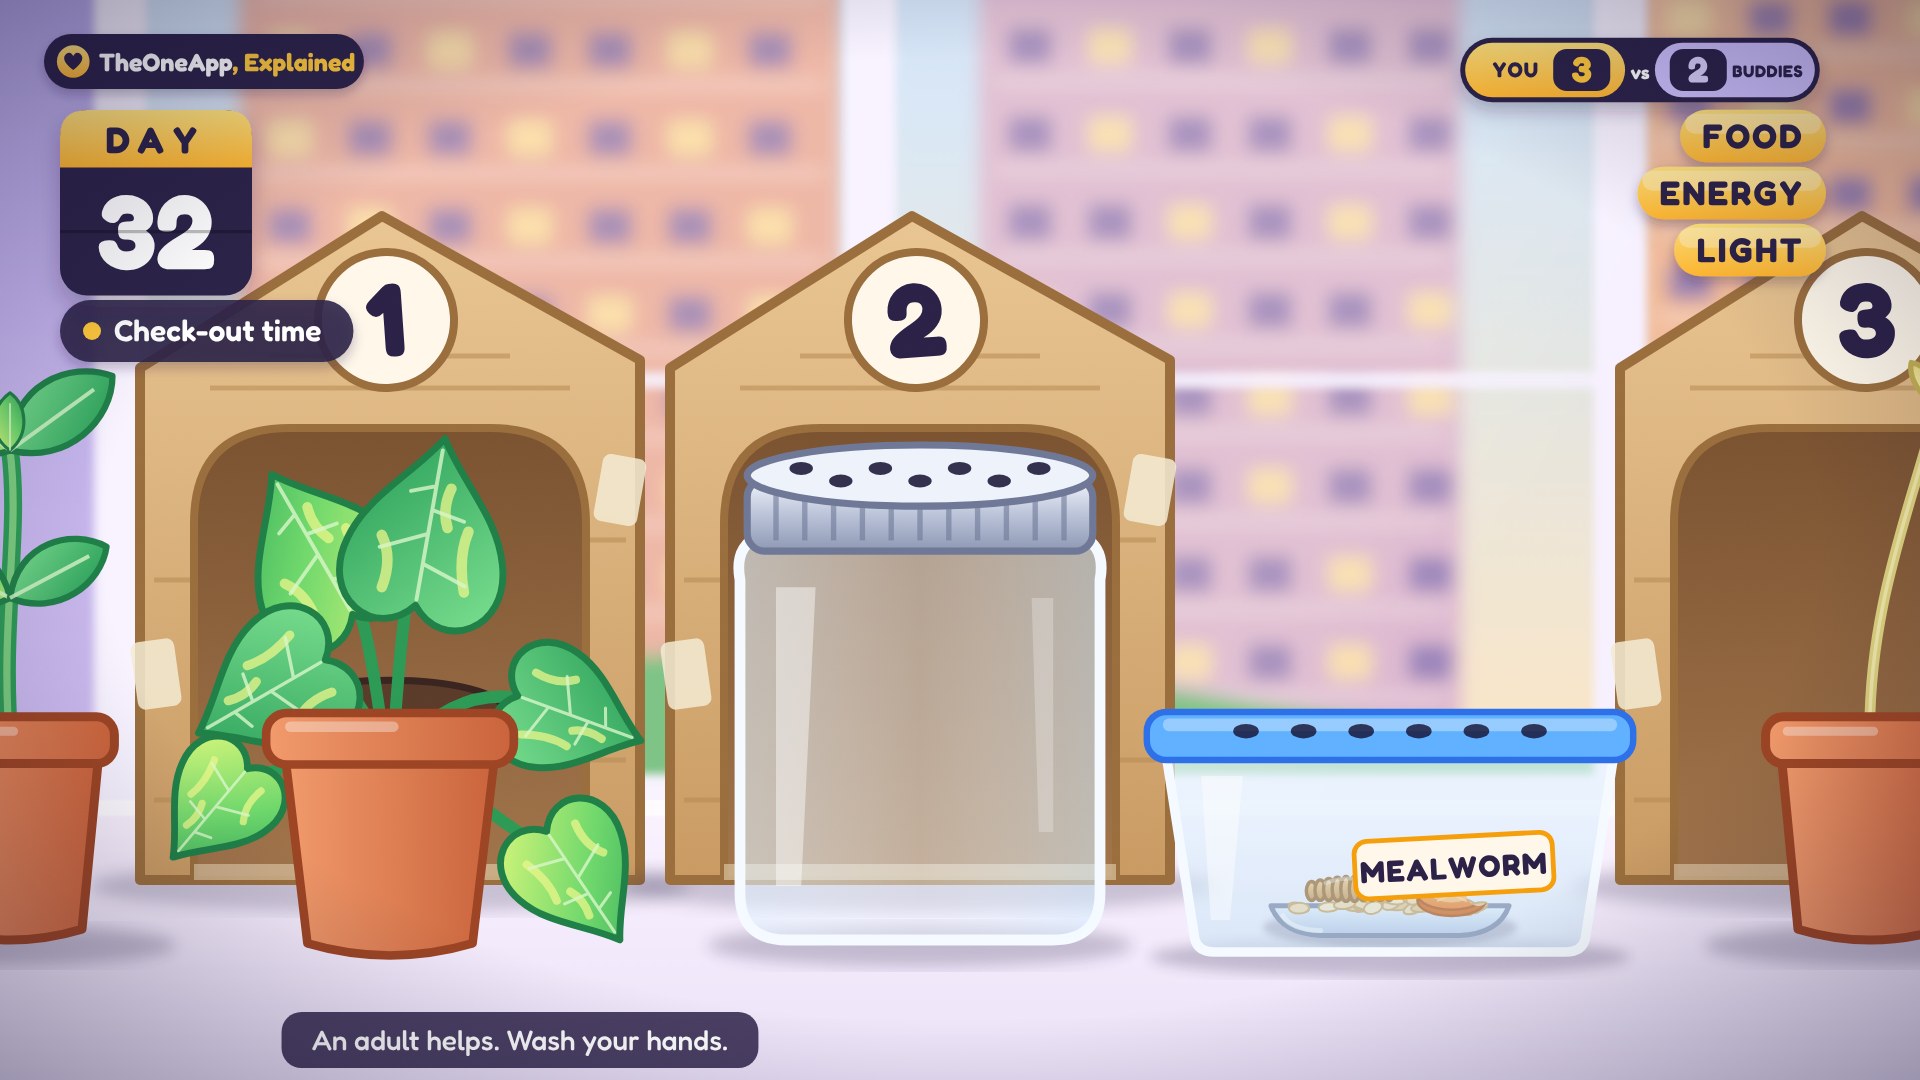 TheOneApp, Explained
YOU 3 vs 2 BUDDIES
DAY
32
FOOD
ENERGY
LIGHT
Check-out time
1
2
3
MEALWORM
An adult helps. Wash your hands.